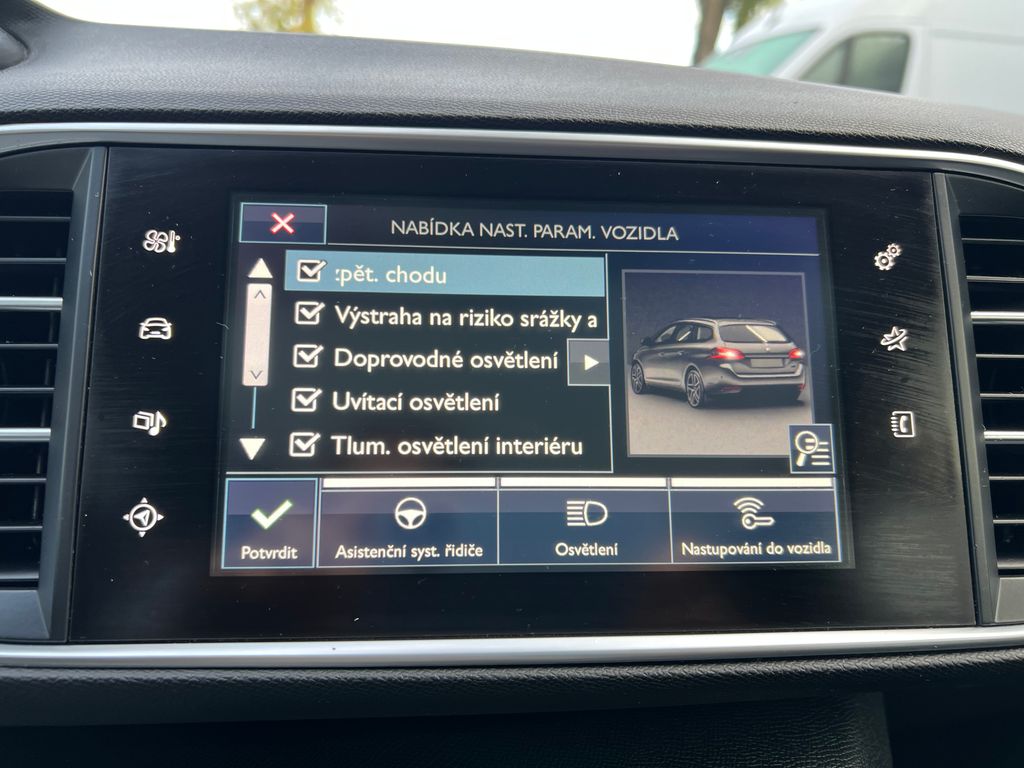 NABÍDKA NAST. PARAM. VOZIDLA
zpět. chodu
Výstraha na riziko srážky a
Doprovodné osvětlení
Uvítací osvětlení
Tlum. osvětlení interiéru
Potvrdit
Asistenční syst. řidiče
Osvětlení
Nastupování do vozidla